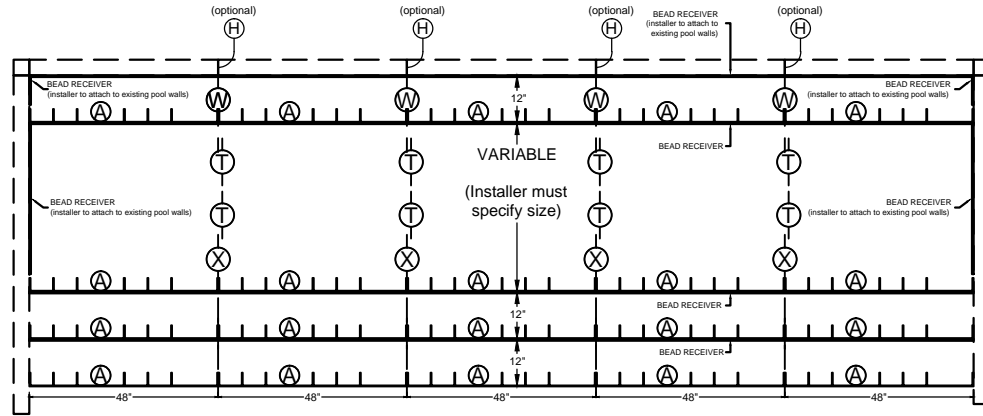 (optional) (optional) (optional) (optional)
H H H H
BEAD RECEIVER
(installer to attach to
existing pool walls)
BEAD RECEIVER
(installer to attach to existing pool walls)
BEAD RECEIVER
(installer to attach to existing pool walls)
W W W W
12"
A A A A A
BEAD RECEIVER
VARIABLE
(Installer must
specify size)
T T T T
BEAD RECEIVER
(installer to attach to existing pool walls)
BEAD RECEIVER
(installer to attach to existing pool walls)
T T T T
X X X X
A A A A A
BEAD RECEIVER
12"
A A A A A
BEAD RECEIVER
12"
A A A A A
48" 48" 48" 48" 48"